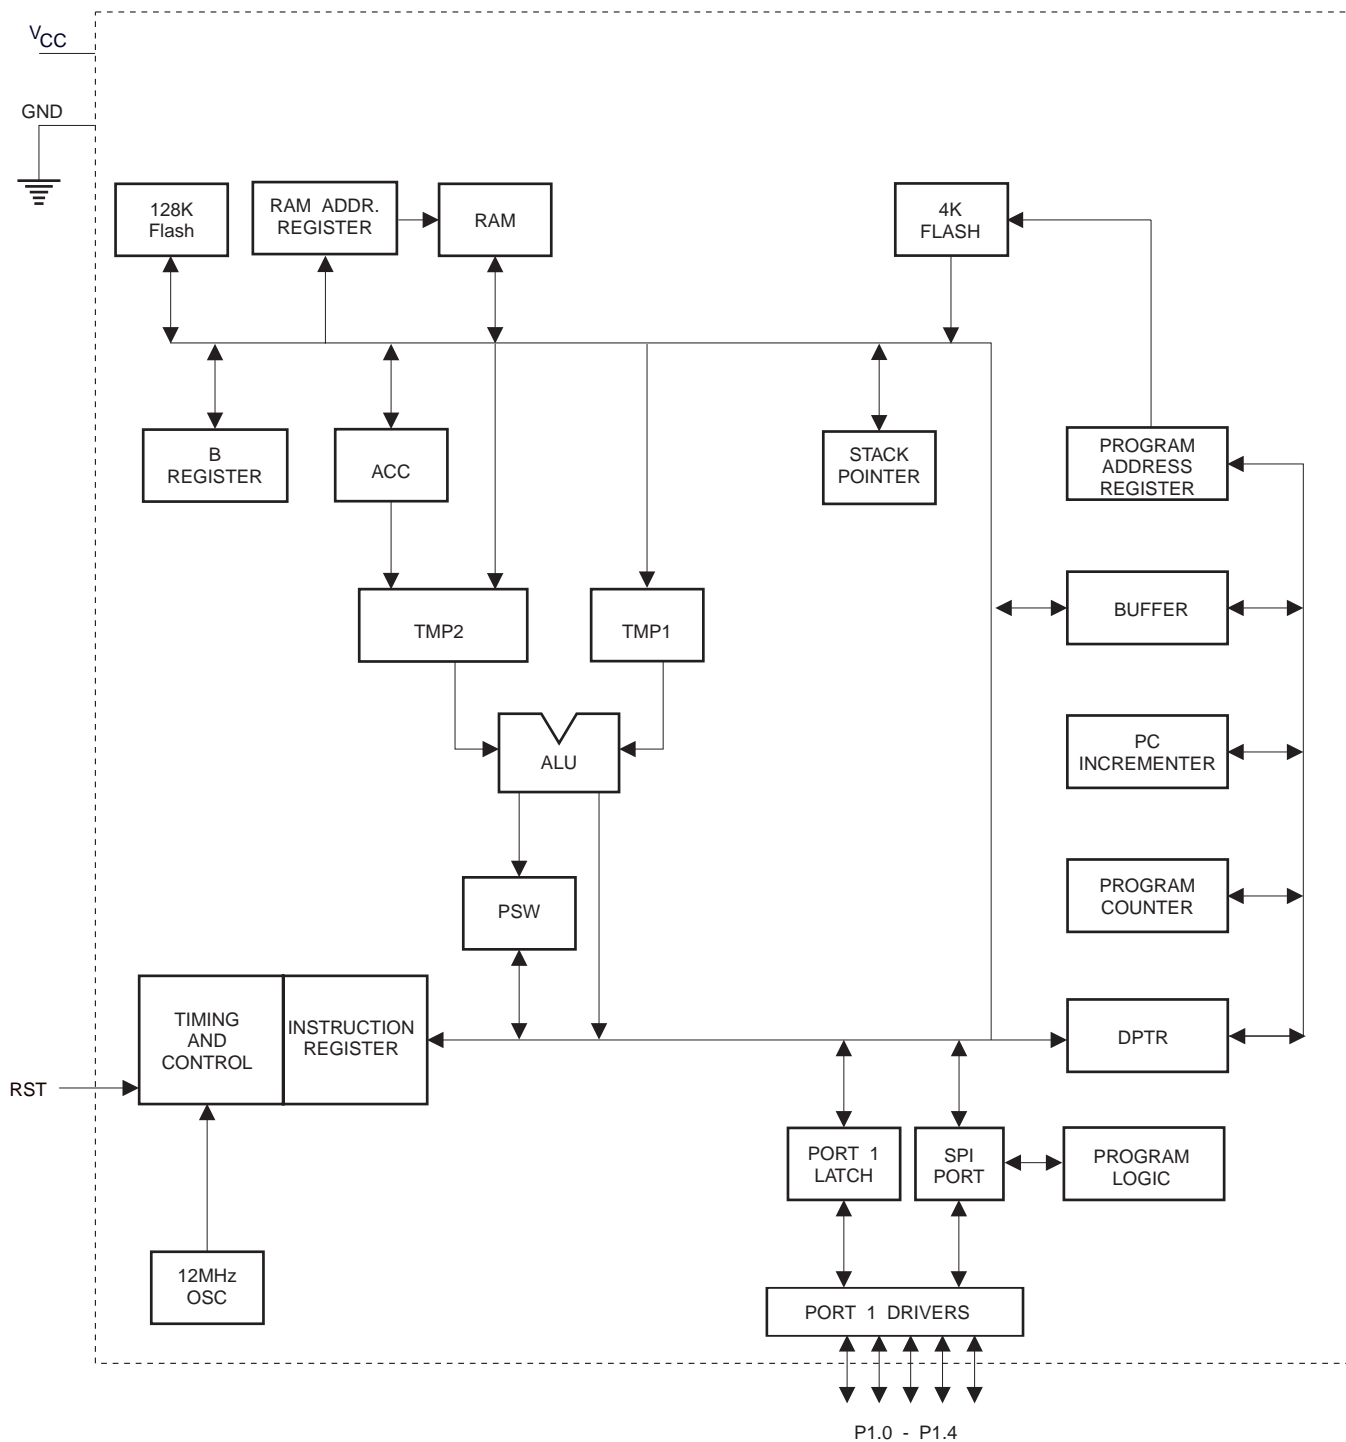 VCC
GND
128K
Flash
RAM ADDR.
REGISTER
RAM
4K
FLASH
B
REGISTER
ACC
STACK
POINTER
PROGRAM
ADDRESS
REGISTER
TMP2
TMP1
BUFFER
ALU
PC
INCREMENTER
PSW
PROGRAM
COUNTER
TIMING
AND
CONTROL
INSTRUCTION
REGISTER
DPTR
RST
PORT 1
LATCH
SPI
PORT
PROGRAM
LOGIC
12MHz
OSC
PORT 1 DRIVERS
P1.0 - P1.4